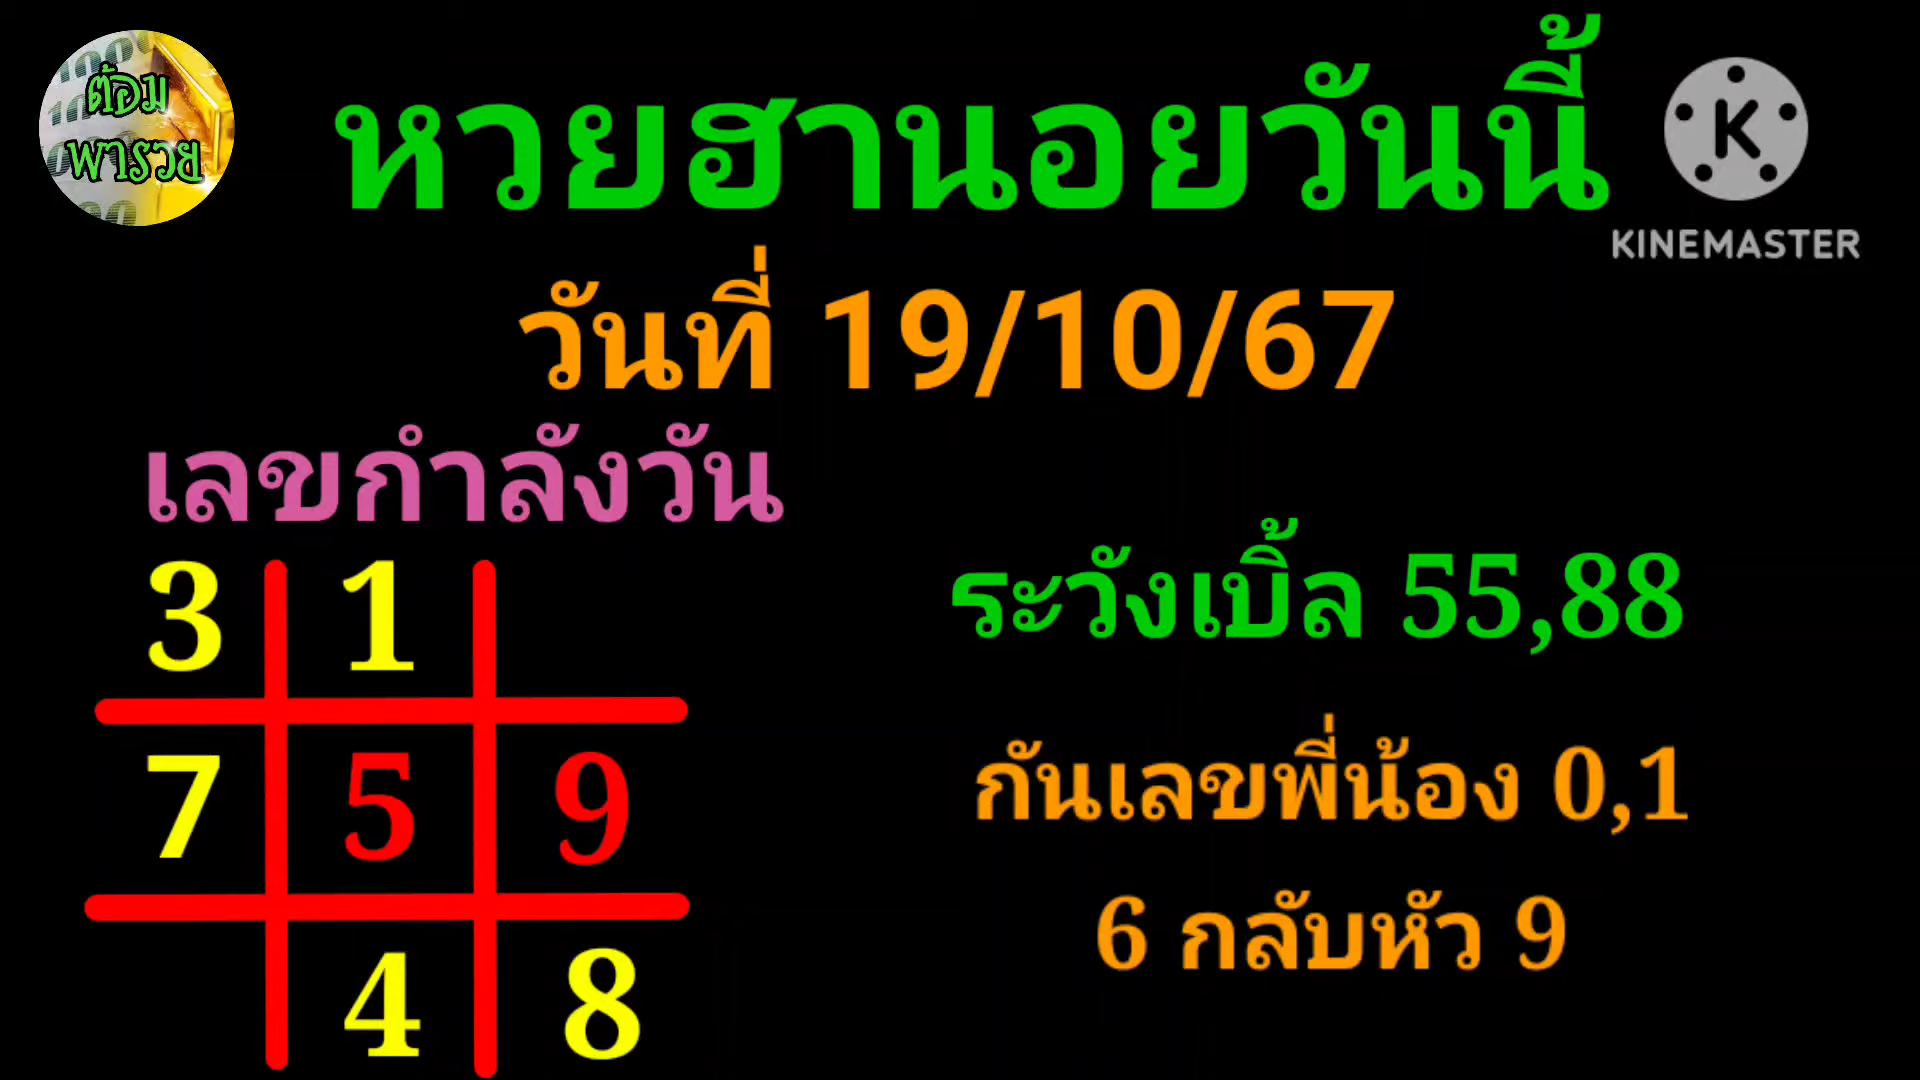 ต้อม
พารวย
หวยฮานอยวันนี้
KINEMASTER
วันที่ 19/10/67
เลขกำลังวัน
3 1
7 5 9
4 8
ระวังเบิ้ล 55,88
กันเลขพี่น้อง 0,1
6 กลับหัว 9